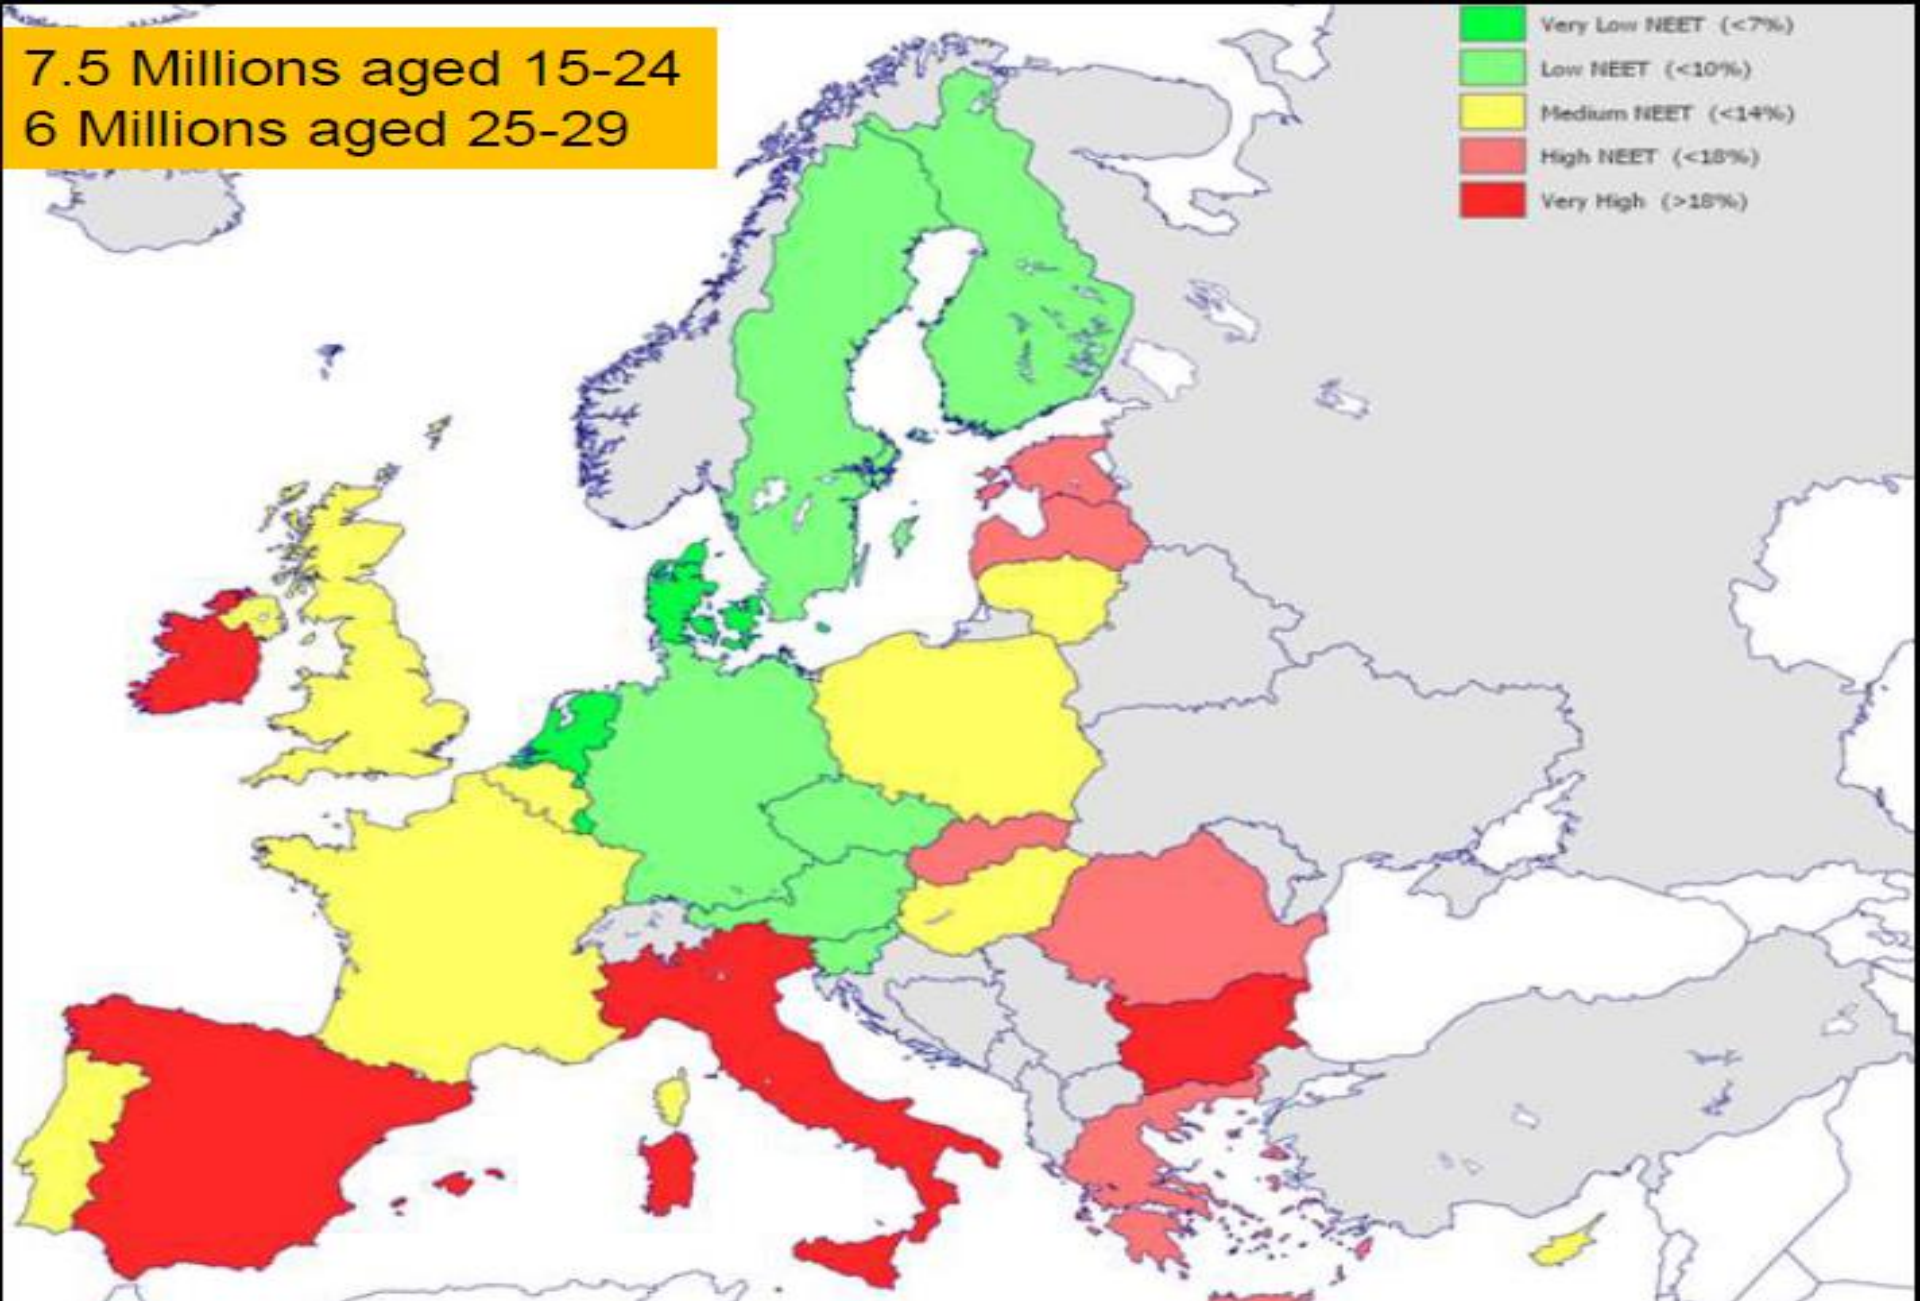 7.5 Millions aged 15-24
6 Millions aged 25-29
Very Low NEET (<7%)
Low NEET (<10%)
Medium NEET (<14%)
High NEET (<18%)
Very High (>18%)